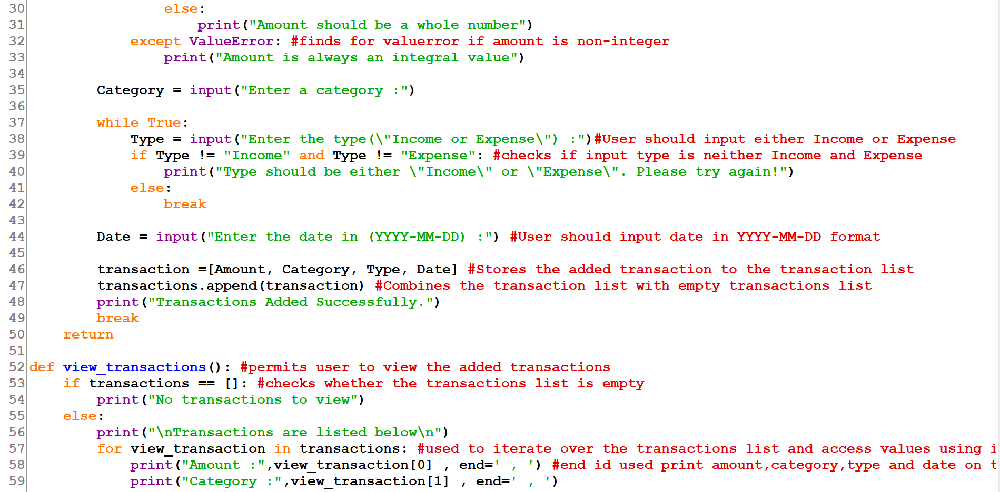 30                 else:
31                     print("Amount should be a whole number")
32             except ValueError: #finds for valuerror if amount is non-integer
33                 print("Amount is always an integral value")
34
35         Category = input("Enter a category :")
36
37         while True:
38             Type = input("Enter the type(\"Income or Expense\") :")#User should input either Income or Expense
39             if Type != "Income" and Type != "Expense": #checks if input type is neither Income and Expense
40                 print("Type should be either \"Income\" or \"Expense\". Please try again!")
41             else:
42                 break
43
44         Date = input("Enter the date in (YYYY-MM-DD) :") #User should input date in YYYY-MM-DD format
45
46         transaction =[Amount, Category, Type, Date] #Stores the added transaction to the transaction list
47         transactions.append(transaction) #Combines the transaction list with empty transactions list
48         print("Transactions Added Successfully.")
49         break
50     return
51
52 def view_transactions(): #permits user to view the added transactions
53     if transactions == []: #checks whether the transactions list is empty
54         print("No transactions to view")
55     else:
56         print("\nTransactions are listed below\n")
57         for view_transaction in transactions: #used to iterate over the transactions list and access values using i
58             print("Amount :",view_transaction[0] , end=' , ') #end id used print amount,category,type and date on t
59             print("Category :",view_transaction[1] , end=' , ')